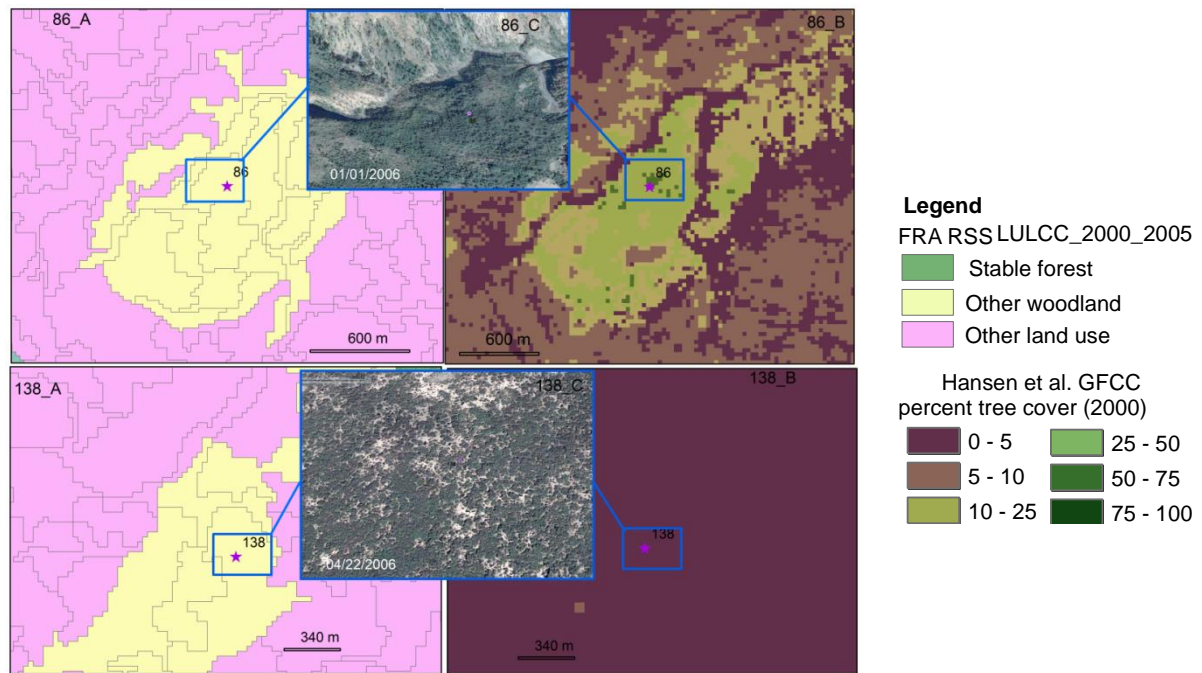 86_A
86_C
86_B
86
86
01/01/2006
600 m
600 m
138_A
138_C
138_B
138
138
04/22/2006
340 m
340 m
Legend
FRA RSS LULCC_2000_2005
Stable forest
Other woodland
Other land use
Hansen et al. GFCC
percent tree cover (2000)
0 - 5
25 - 50
5 - 10
50 - 75
10 - 25
75 - 100